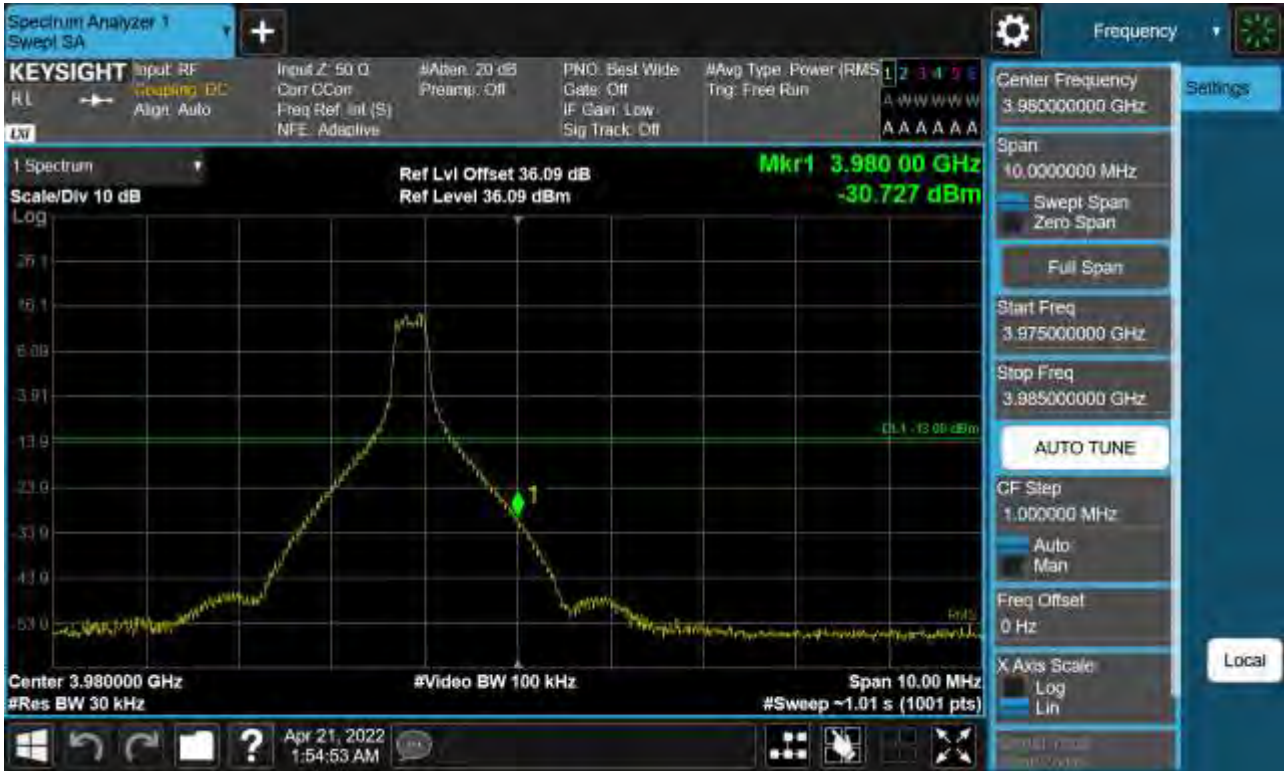 Spectrum Analyzer 1
Swept SA
Frequency
KEYSIGHT
Input: RF
Coupling: DC
Align: Auto
Input Z: 50 Ω
Corr CCorr
Freq Ref: Int (S)
NFE: Adaptive
#Atten: 20 dB
Preamp: Off
PNO: Best Wide
Gate: Off
IF Gain: Low
Sig Track: Off
#Avg Type: Power (RMS
Trig: Free Run
1 2 3 4 5 6
A W W W W W
A A A A A A
RL
LXI
1 Spectrum
Scale/Div 10 dB
Log
Ref Lvl Offset 36.09 dB
Ref Level 36.09 dBm
Mkr1 3.980 00 GHz
-30.727 dBm
26.1
16.1
6.09
-3.91
-13.9
-23.9
-33.9
-43.9
-53.9
DL1 -13.00 dBm
1
RMS
Center 3.980000 GHz
#Video BW 100 kHz
Span 10.00 MHz
#Res BW 30 kHz
#Sweep ~1.01 s (1001 pts)
Center Frequency
3.980000000 GHz
Settings
Span
10.0000000 MHz
Swept Span
Zero Span
Full Span
Start Freq
3.975000000 GHz
Stop Freq
3.985000000 GHz
AUTO TUNE
CF Step
1.000000 MHz
Auto
Man
Freq Offset
0 Hz
X Axis Scale
Log
Lin
Local
?
Apr 21, 2022
1:54:53 AM